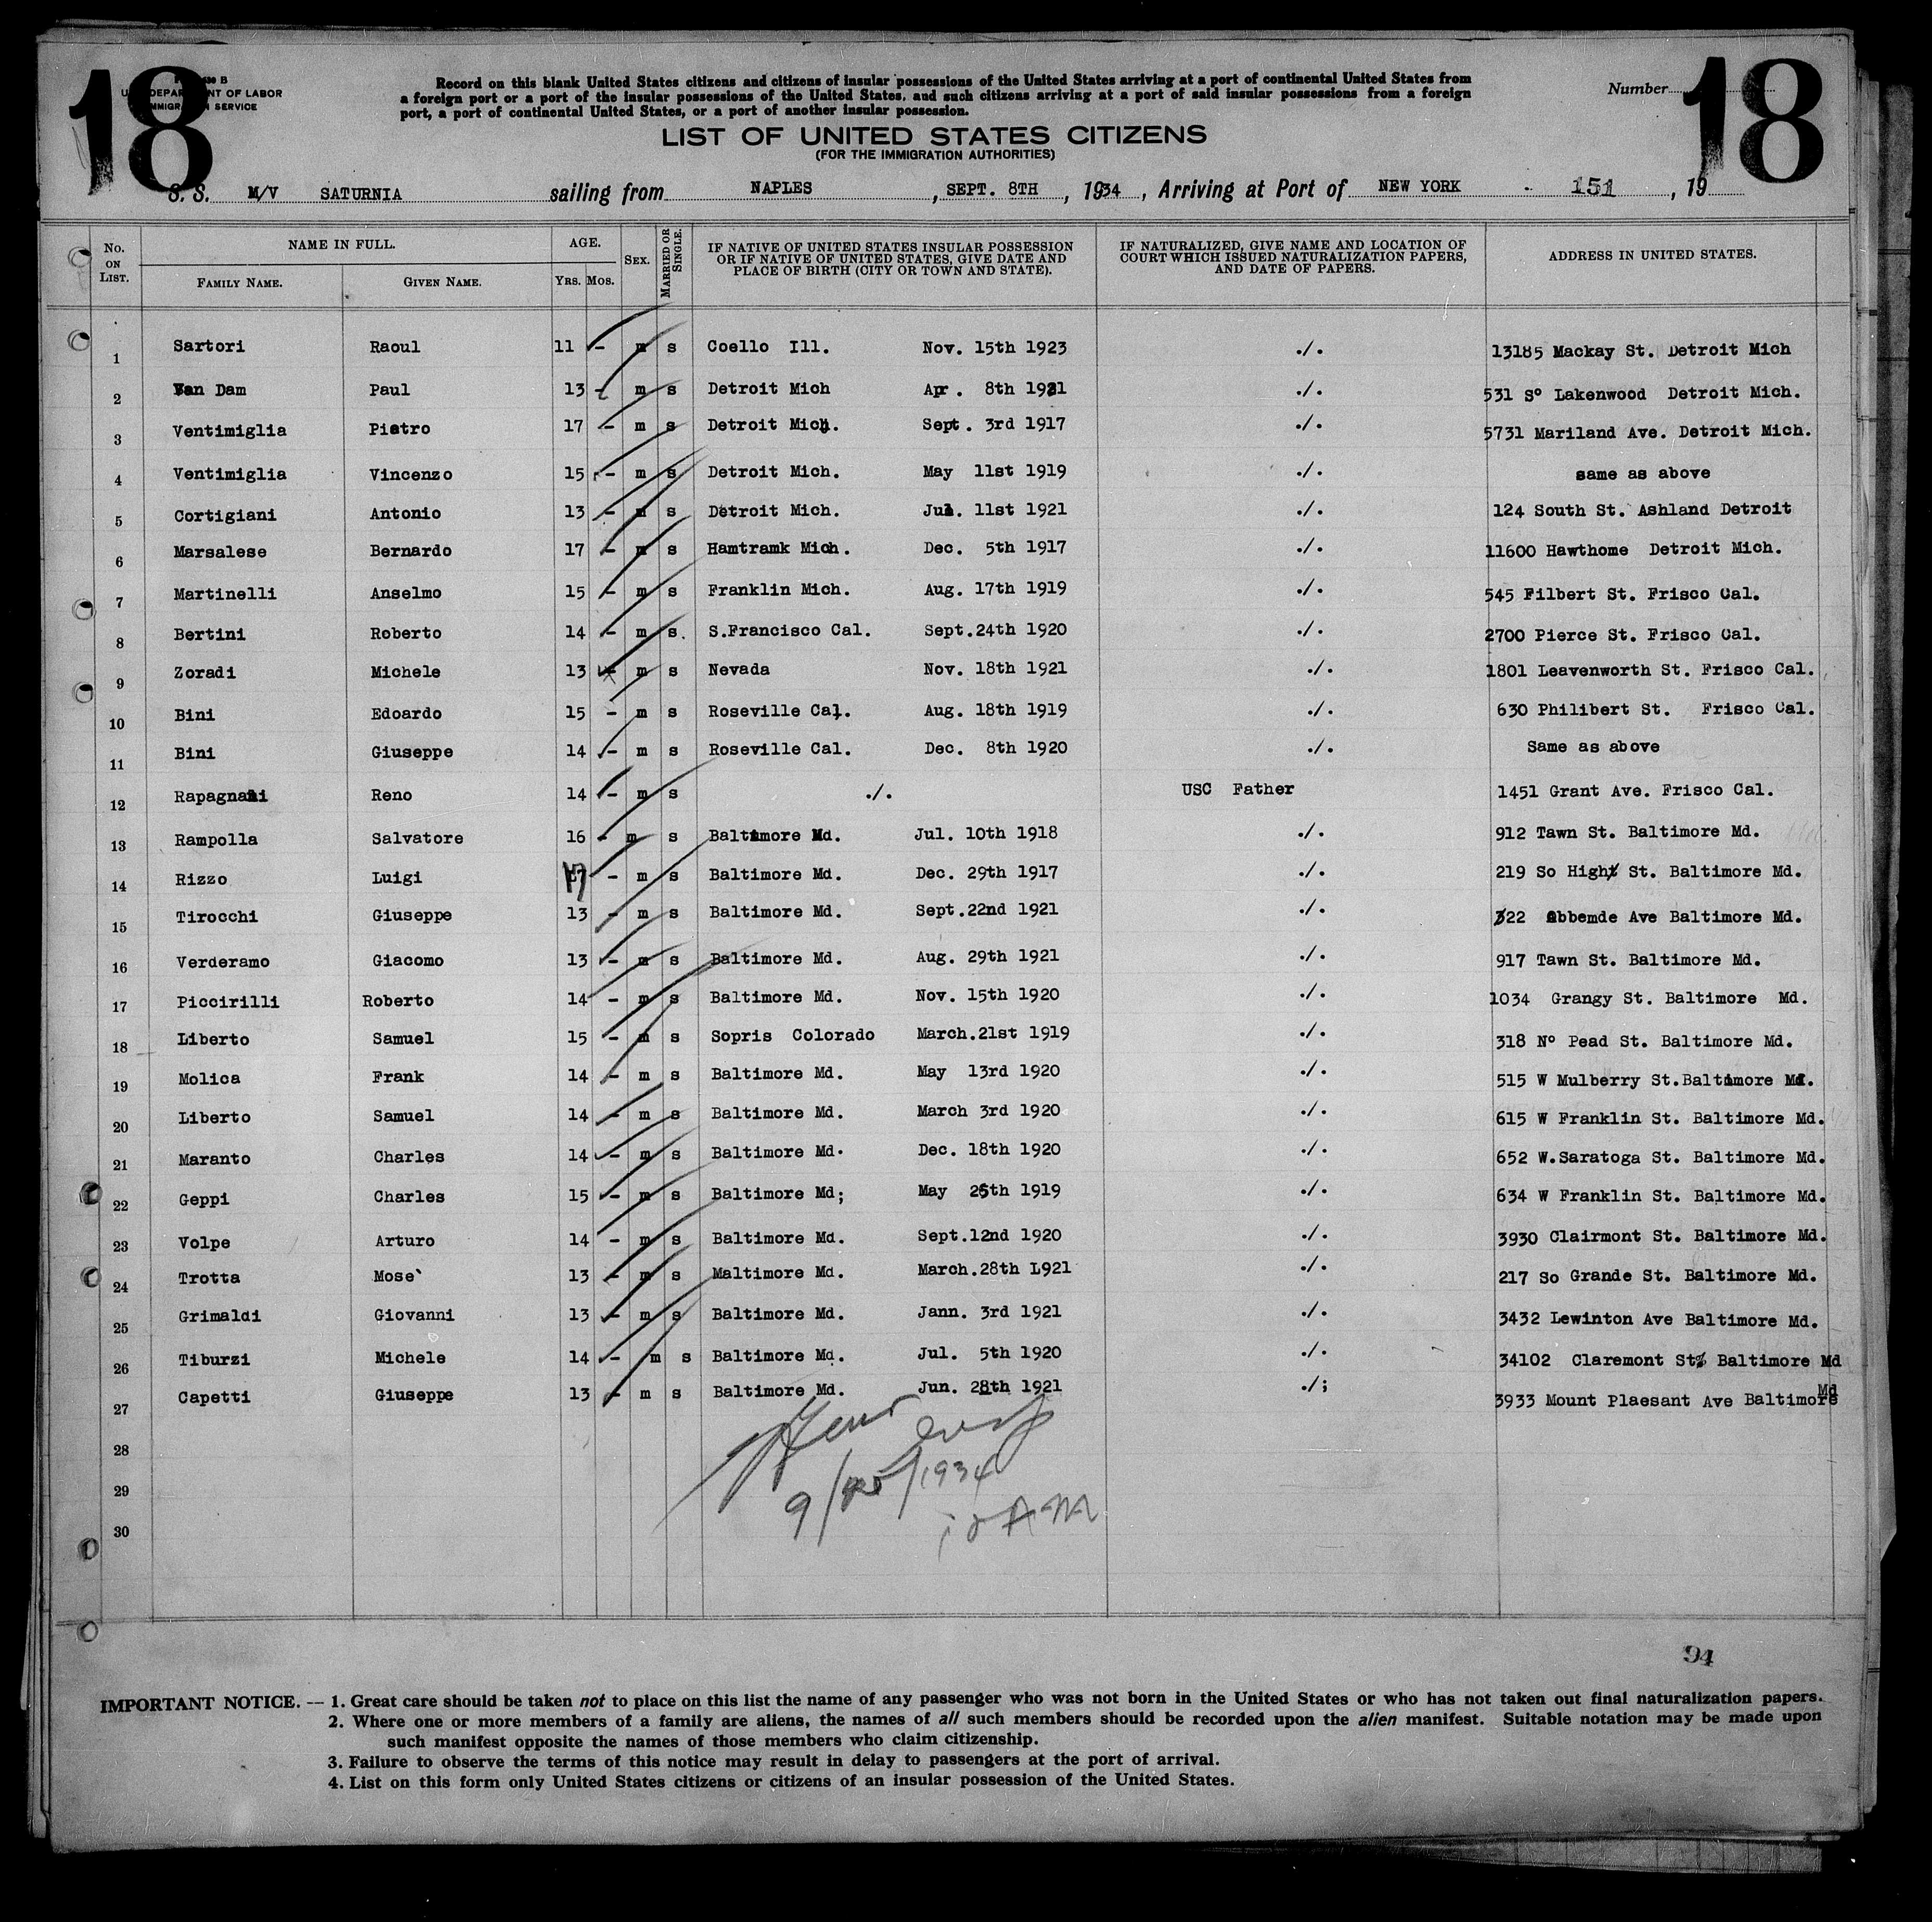 18
18
U. S. DEPARTMENT OF LABOR
IMMIGRATION SERVICE
Record on this blank United States citizens and citizens of insular possessions of the United States arriving at a port of continental United States from
a foreign port or a port of the insular possessions of the United States, and such citizens arriving at a port of said insular possessions from a foreign
port, a port of continental United States, or a port of another insular possession.
Number
LIST OF UNITED STATES CITIZENS
(FOR THE IMMIGRATION AUTHORITIES)
S. S. M/V SATURNIA sailing from NAPLES, SEPT. 8TH, 1934, Arriving at Port of NEW YORK 151, 19
No. ON LIST. NAME IN FULL. FAMILY NAME. GIVEN NAME. AGE. YRS. MOS. SEX. MARRIED OR SINGLE. IF NATIVE OF UNITED STATES INSULAR POSSESSION OR IF NATIVE OF UNITED STATES, GIVE DATE AND PLACE OF BIRTH (CITY OR TOWN AND STATE). IF NATURALIZED, GIVE NAME AND LOCATION OF COURT WHICH ISSUED NATURALIZATION PAPERS, AND DATE OF PAPERS. ADDRESS IN UNITED STATES.
1 Sartori Raoul 11 - m s Coello Ill. Nov. 15th 1923 ./. 13185 Mackay St. Detroit Mich
2 Van Dam Paul 13 - m s Detroit Mich Apr. 8th 1921 ./. 531 Sº Lakenwood Detroit Mich.
3 Ventimiglia Pietro 17 - m s Detroit Mich. Sept. 3rd 1917 ./. 5731 Mariland Ave. Detroit Mich.
4 Ventimiglia Vincenzo 15 - m s Detroit Mich. May 11st 1919 ./. same as above
5 Cortigiani Antonio 13 - m s Detroit Mich. Jul. 11st 1921 ./. 124 South St. Ashland Detroit
6 Marsalese Bernardo 17 - m s Hamtramk Mich. Dec. 5th 1917 ./. 11600 Hawthome Detroit Mich.
7 Martinelli Anselmo 15 - m s Franklin Mich. Aug. 17th 1919 ./. 545 Filbert St. Frisco Cal.
8 Bertini Roberto 14 - m s. S.Francisco Cal. Sept.24th 1920 ./. 2700 Pierce St. Frisco Cal.
9 Zoradi Michele 13 - m s Nevada Nov. 18th 1921 ./. 1801 Leavenworth St. Frisco Cal.
10 Bini Edoardo 15 - m s Roseville Cal. Aug. 18th 1919 ./. 630 Philibert St. Frisco Cal.
11 Bini Giuseppe 14 - m s Roseville Cal. Dec. 8th 1920 ./. Same as above
12 Rapagnani Reno 14 - m s ./. USC Father 1451 Grant Ave. Frisco Cal.
13 Rampolla Salvatore 16 - m s Baltimore Md. Jul. 10th 1918 ./. 912 Tawn St. Baltimore Md.
14 Rizzo Luigi 17 - m s Baltimore Md. Dec. 29th 1917 ./. 219 So High St. Baltimore Md.
15 Tirocchi Giuseppe 13 - m s Baltimore Md. Sept.22nd 1921 ./. 322 Abbemde Ave Baltimore Md.
16 Verderamo Giacomo 13 - m s Baltimore Md. Aug. 29th 1921 ./. 917 Tawn St. Baltimore Md.
17 Piccirilli Roberto 14 - m s Baltimore Md. Nov. 15th 1920 ./. 1034 Grangy St. Baltimore Md.
18 Liberto Samuel 15 - m s Sopris Colorado March.21st 1919 ./. 318 Nº Pead St. Baltimore Md.
19 Molica Frank 14 - m s Baltimore Md. May 13rd 1920 ./. 515 W Mulberry St.Baltimore Md.
20 Liberto Samuel 14 - m s Baltimore Md. March 3rd 1920 ./. 615 W Franklin St. Baltimore Md.
21 Maranto Charles 14 - m s Baltimore Md. Dec. 18th 1920 ./. 652 W.Saratoga St. Baltimore Md.
22 Geppi Charles 15 - m s Baltimore Md; May 25th 1919 ./. 634 W Franklin St. Baltimore Md.
23 Volpe Arturo 14 - m s Baltimore Md. Sept.12nd 1920 ./. 3930 Clairmont St. Baltimore Md.
24 Trotta Mose` 13 - m s Maltimore Md. March.28th L921 ./. 217 So Grande St. Baltimore Md.
25 Grimaldi Giovanni 13 - m s Baltimore Md. Jann. 3rd 1921 ./. 3432 Lewinton Ave Baltimore Md.
26 Tiburzi Michele 14 - m s Baltimore Md. Jul. 5th 1920 ./. 34102 Claremont St. Baltimore Md
27 Capetti Giuseppe 13 - m s Baltimore Md. Jun. 28th 1921 ./; 3933 Mount Plaesant Ave Baltimore Md
28
29
30
1934
AM
94
IMPORTANT NOTICE. — 1. Great care should be taken not to place on this list the name of any passenger who was not born in the United States or who has not taken out final naturalization papers.
2. Where one or more members of a family are aliens, the names of all such members should be recorded upon the alien manifest. Suitable notation may be made upon
such manifest opposite the names of those members who claim citizenship.
3. Failure to observe the terms of this notice may result in delay to passengers at the port of arrival.
4. List on this form only United States citizens or citizens of an insular possession of the United States.